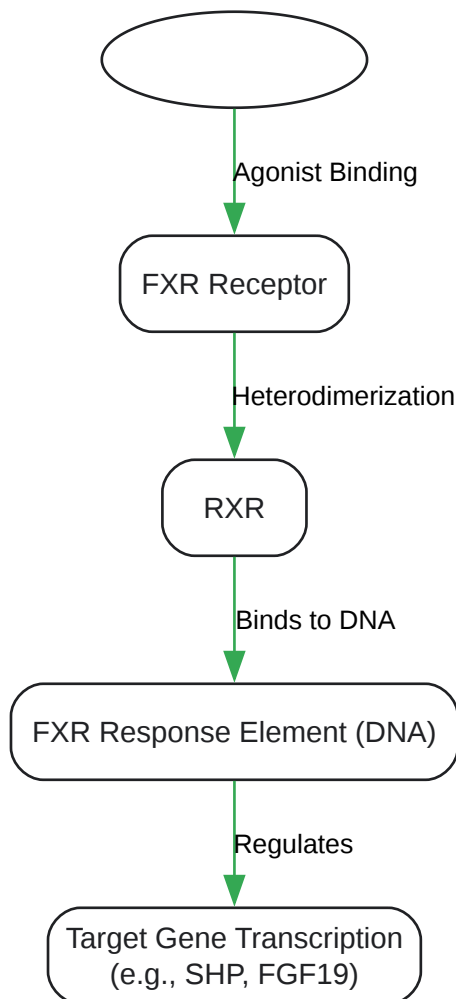 Agonist Binding
FXR Receptor
Heterodimerization
RXR
Binds to DNA
FXR Response Element (DNA)
Regulates
Target Gene Transcription
(e.g., SHP, FGF19)